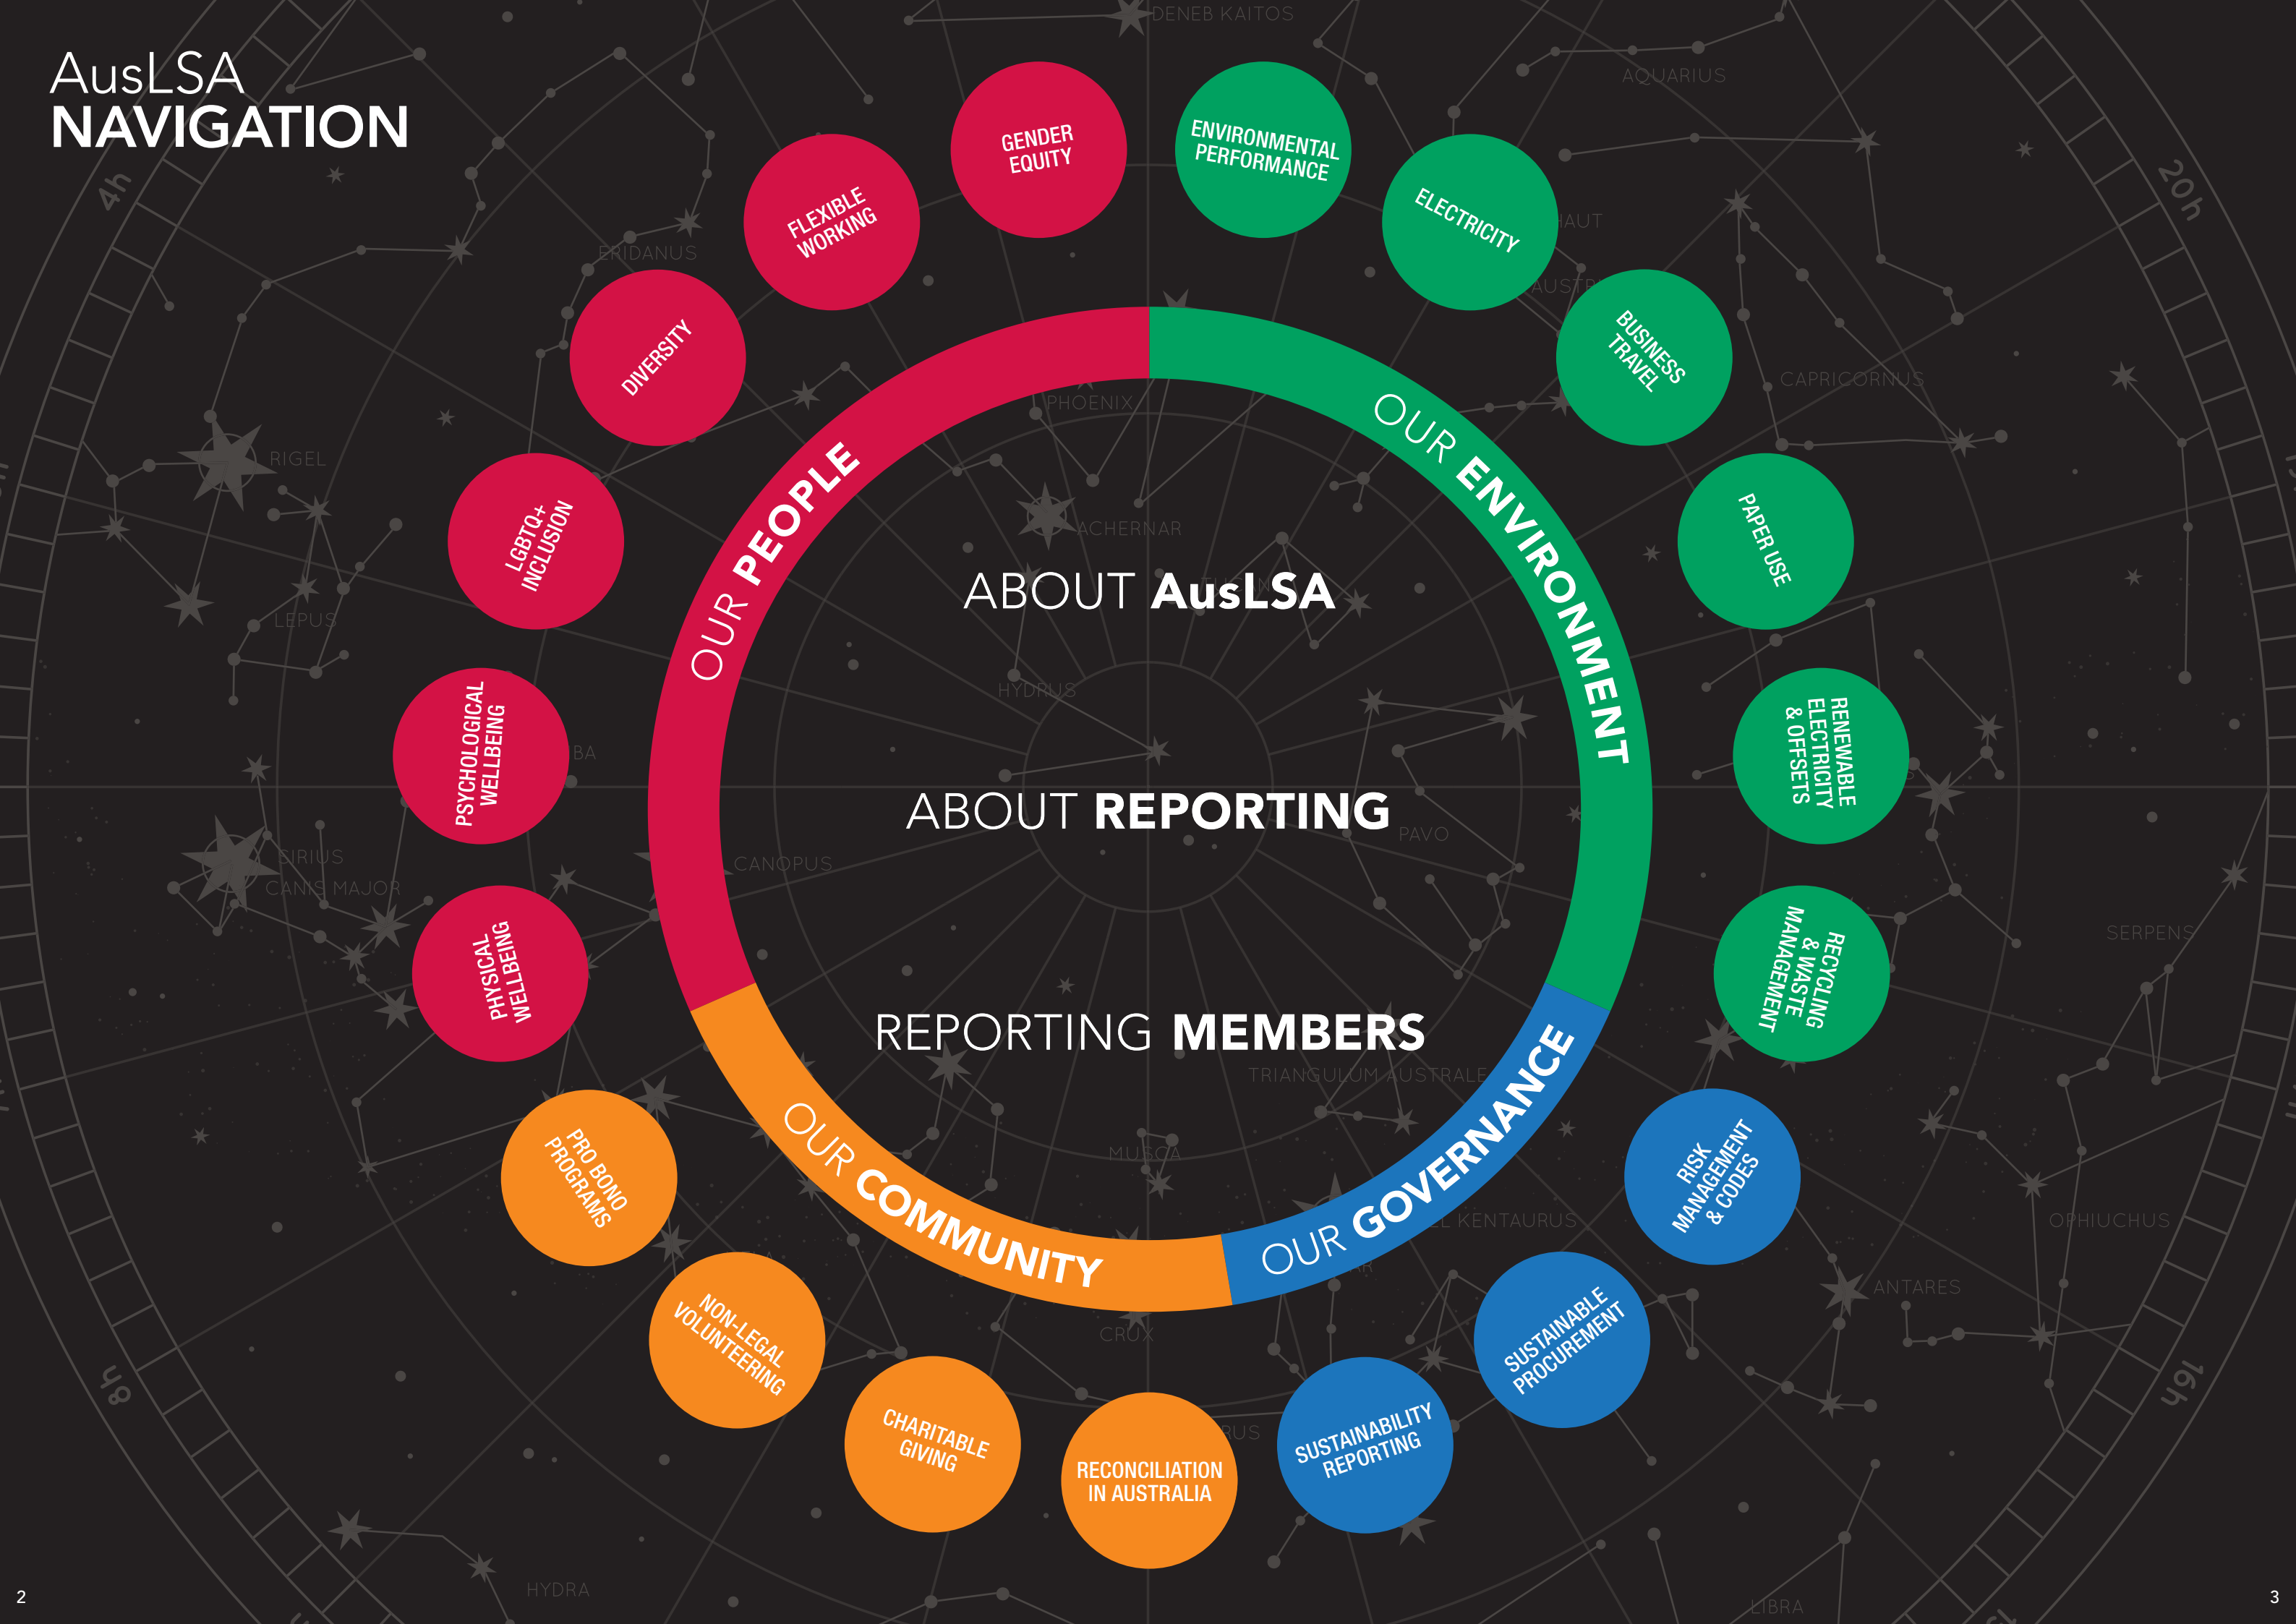 AusLSA
NAVIGATION
GENDER
EQUITY
FLEXIBLE
WORKING
DIVERSITY
LGBTQ+
INCLUSION
PSYCHOLOGICAL
WELLBEING
PHYSICAL
WELLBEING
ENVIRONMENTAL
PERFORMANCE
ELECTRICITY
BUSINESS
TRAVEL
PAPER USE
RENEWABLE
ELECTRICITY
& OFFSETS
RECYCLING
& WASTE
MANAGEMENT
RISK
MANAGEMENT
& CODES
SUSTAINABLE
PROCUREMENT
SUSTAINABILITY
REPORTING
RECONCILIATION
IN AUSTRALIA
CHARITABLE
GIVING
NON-LEGAL
VOLUNTEERING
PRO BONO
PROGRAMS
OUR PEOPLE
OUR ENVIRONMENT
OUR GOVERNANCE
OUR COMMUNITY
ABOUT AusLSA
ABOUT REPORTING
REPORTING MEMBERS
DENEB KAITOS
AQUARIUS
ERIDANUS
CAPRICORNUS
PHOENIX
RIGEL
ACHERNAR
LEPUS
HYDRUS
PAVO
SIRIUS
CANIS MAJOR
CANOPUS
SERPENS
TRIANGULUM AUSTRALE
MUSCA
KENTAURUS
OPHIUCHUS
ANTARES
CRUX
HYDRA
LIBRA
4h
20h
8h
16h
2
3